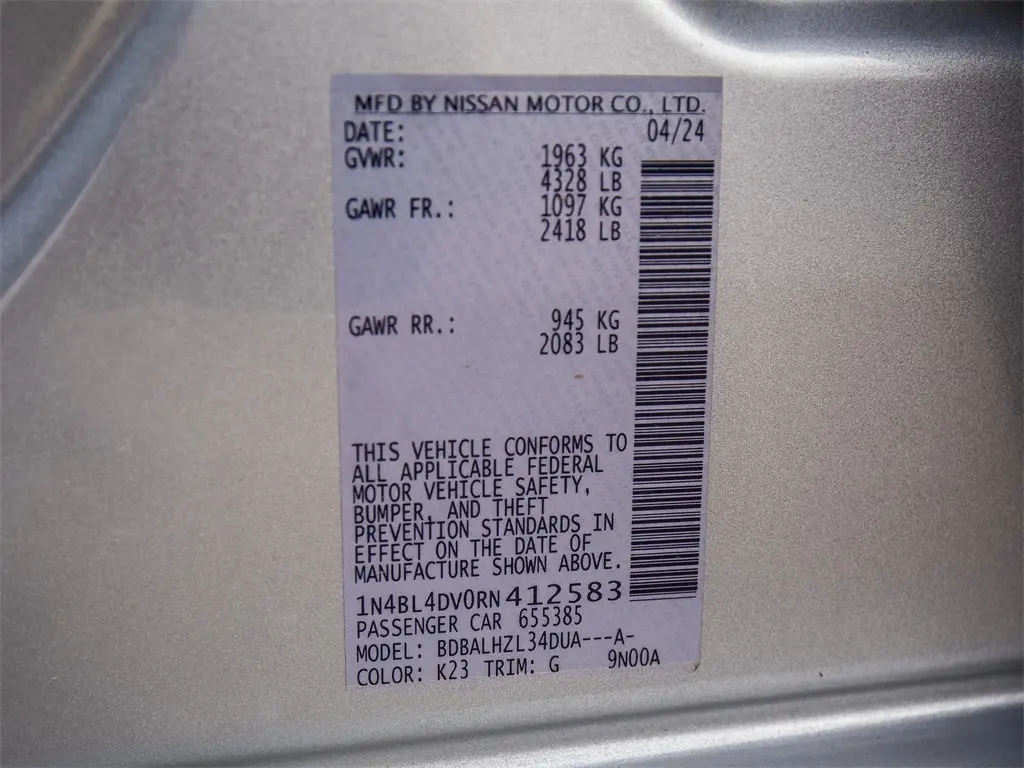 MFD BY NISSAN MOTOR CO., LTD.
DATE: 04/24
GVWR: 1963 KG
4328 LB
GAWR FR.: 1097 KG
2418 LB
GAWR RR.: 945 KG
2083 LB
THIS VEHICLE CONFORMS TO
ALL APPLICABLE FEDERAL
MOTOR VEHICLE SAFETY,
BUMPER, AND THEFT
PREVENTION STANDARDS IN
EFFECT ON THE DATE OF
MANUFACTURE SHOWN ABOVE.
1N4BL4DV0RN412583
PASSENGER CAR 655385
MODEL: BDBALHZL34DUA---A-
COLOR: K23 TRIM: G 9N00A